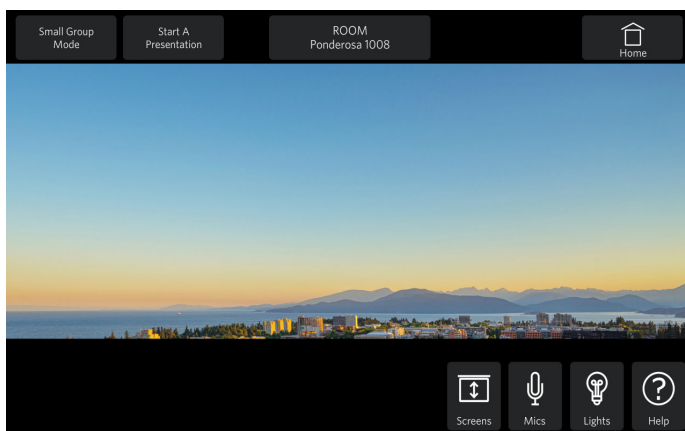 Small Group
Mode
Start A
Presentation
ROOM
Ponderosa 1008
Home
Screens
Mics
Lights
Help